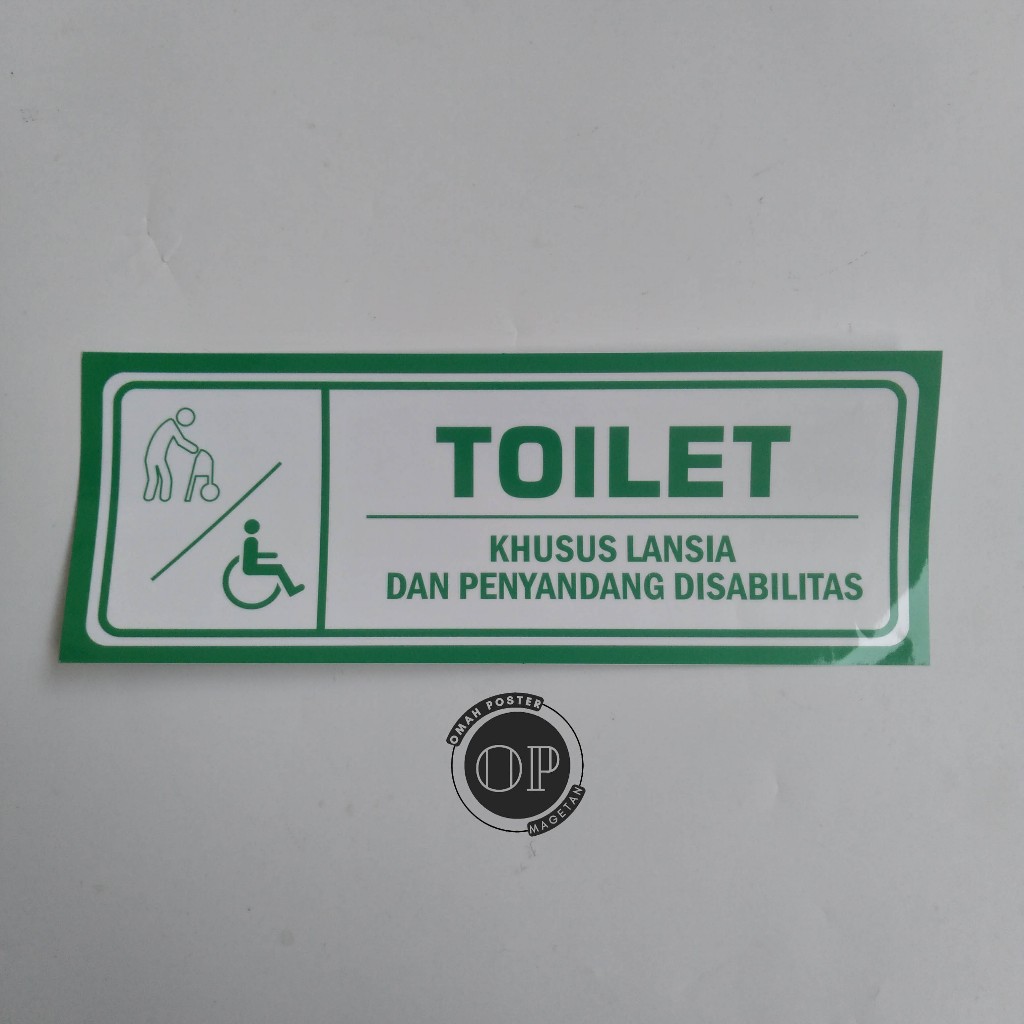 TOILET
KHUSUS LANSIA
DAN PENYANDANG DISABILITAS
OMAH POSTER
OP
MAGETAN